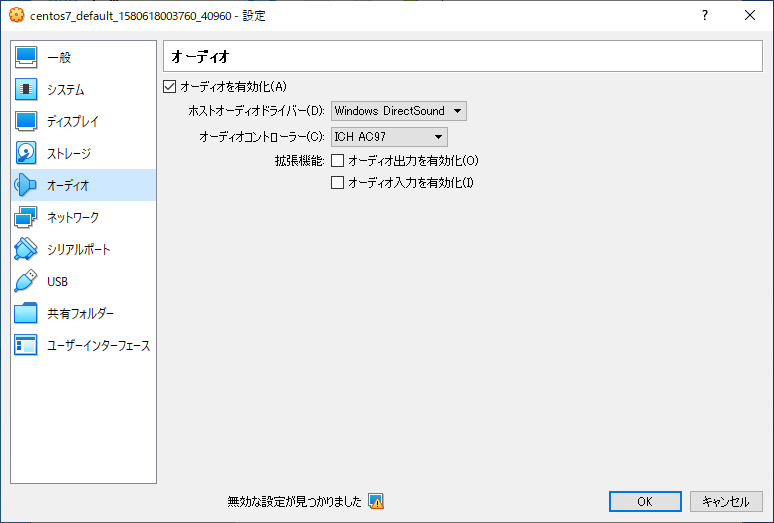 centos7_default_1580618003760_40960 - 設定
?
一般
システム
ディスプレイ
ストレージ
オーディオ
ネットワーク
シリアルポート
USB
共有フォルダー
ユーザーインターフェース
オーディオ
オーディオを有効化(A)
ホストオーディオドライバー(D): Windows DirectSound
オーディオコントローラー(C): ICH AC97
拡張機能: オーディオ出力を有効化(O)
オーディオ入力を有効化(I)
無効な設定が見つかりました
OK
キャンセル